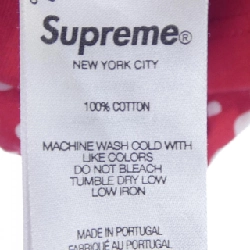 Supreme®
NEW YORK CITY
100% COTTON
MACHINE WASH COLD WITH
LIKE COLORS
DO NOT BLEACH
TUMBLE DRY LOW
LOW IRON
MADE IN PORTUGAL
FABRIQUÉ AU PORTUGAL